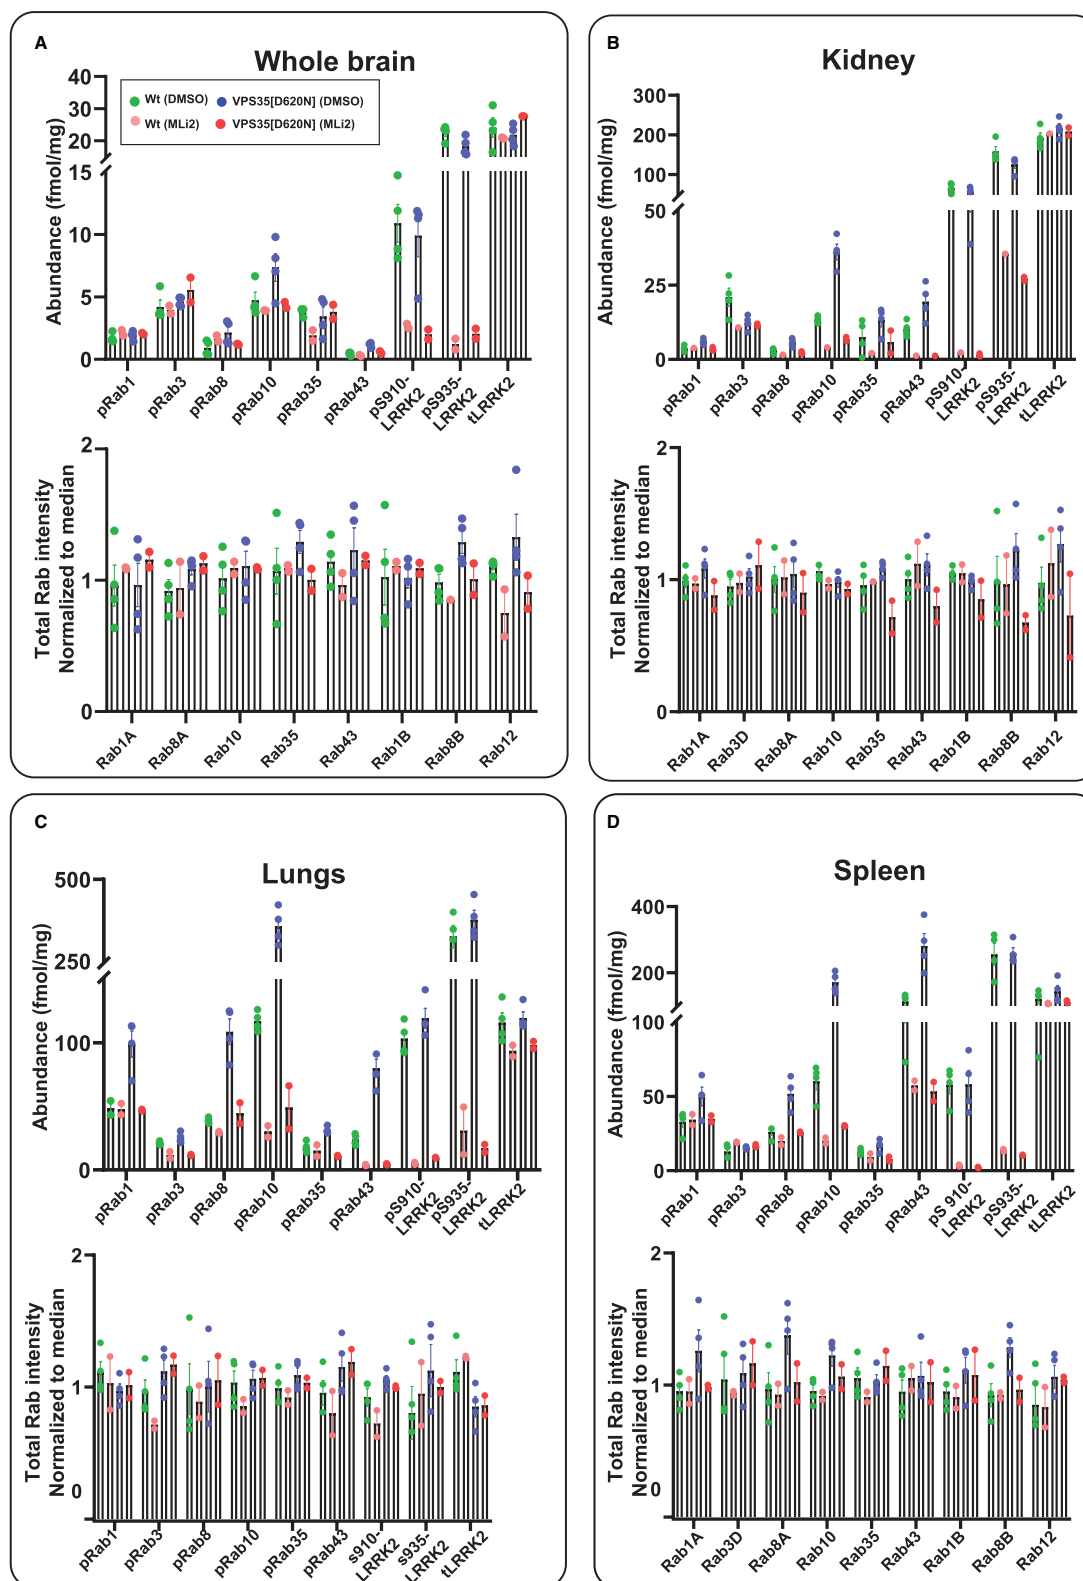 A
Whole brain
Abundance (fmol/mg)
40
30
20
15
10
5
0
Wt (DMSO)
VPS35[D620N] (DMSO)
Wt (MLi2)
VPS35[D620N] (MLi2)
pRab1
pRab3
pRab8
pRab10
pRab35
pRab43
pS910-
LRRK2
pS935-
LRRK2
tLRRK2
Total Rab intensity
Normalized to median
2
1
0
Rab1A
Rab8A
Rab10
Rab35
Rab43
Rab1B
Rab8B
Rab12
B
Kidney
Abundance (fmol/mg)
300
200
100
50
25
0
pRab1
pRab3
pRab8
pRab10
pRab35
pRab43
pS910-
LRRK2
pS935-
LRRK2
tLRRK2
Total Rab intensity
Normalized to median
2
1
0
Rab1A
Rab3D
Rab8A
Rab10
Rab35
Rab43
Rab1B
Rab8B
Rab12
C
Lungs
Abundance (fmol/mg)
500
250
100
0
pRab1
pRab3
pRab8
pRab10
pRab35
pRab43
pS910-
LRRK2
pS935-
LRRK2
tLRRK2
Total Rab intensity
Normalized to median
2
1
0
pRab1
pRab3
pRab8
pRab10
pRab35
pRab43
s910-
LRRK2
s935-
LRRK2
tLRRK2
D
Spleen
Abundance (fmol/mg)
400
200
100
50
0
pRab1
pRab3
pRab8
pRab10
pRab35
pRab43
pS 910-
LRRK2
pS935-
LRRK2
tLRRK2
Total Rab intensity
Normalized to median
2
1
0
Rab1A
Rab3D
Rab8A
Rab10
Rab35
Rab43
Rab1B
Rab8B
Rab12